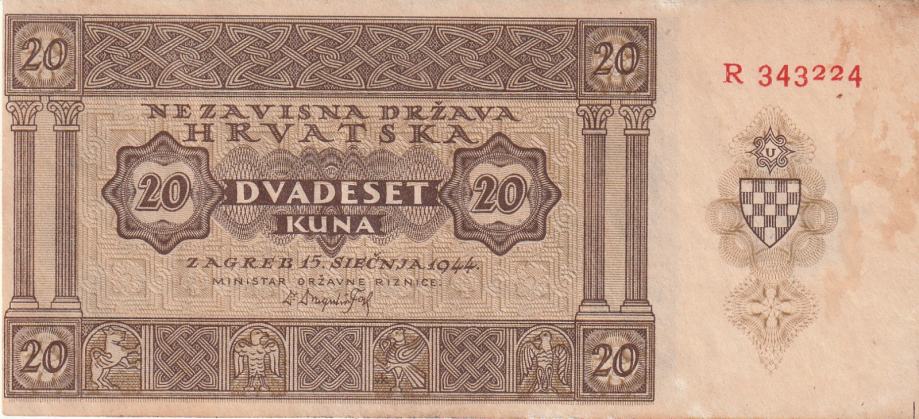 20
20
R 343224
NEZAVISNA DRŽAVA
HRVATSKA
U
20
DVADESET
20
KUNA
ZAGREB 15. SIEČNJA 1944.
MINISTAR DRŽAVNE RIZNICE:
20
20